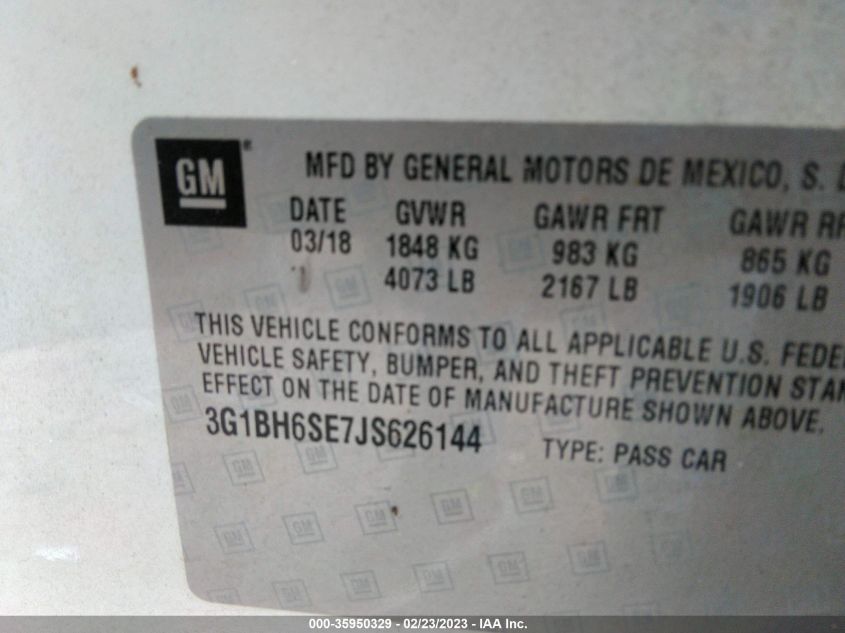 GM
MFD BY GENERAL MOTORS DE MEXICO, S.
DATE GVWR GAWR FRT GAWR
03/18 1848 KG 983 KG 865 KG
4073 LB 2167 LB 1906 LB
THIS VEHICLE CONFORMS TO ALL APPLICABLE U.S. FEDE
VEHICLE SAFETY, BUMPER, AND THEFT PREVENTION STAN
EFFECT ON THE DATE OF MANUFACTURE SHOWN ABOVE.
3G1BH6SE7JS626144 TYPE: PASS CAR
000-35950329 - 02/23/2023 - IAA Inc.